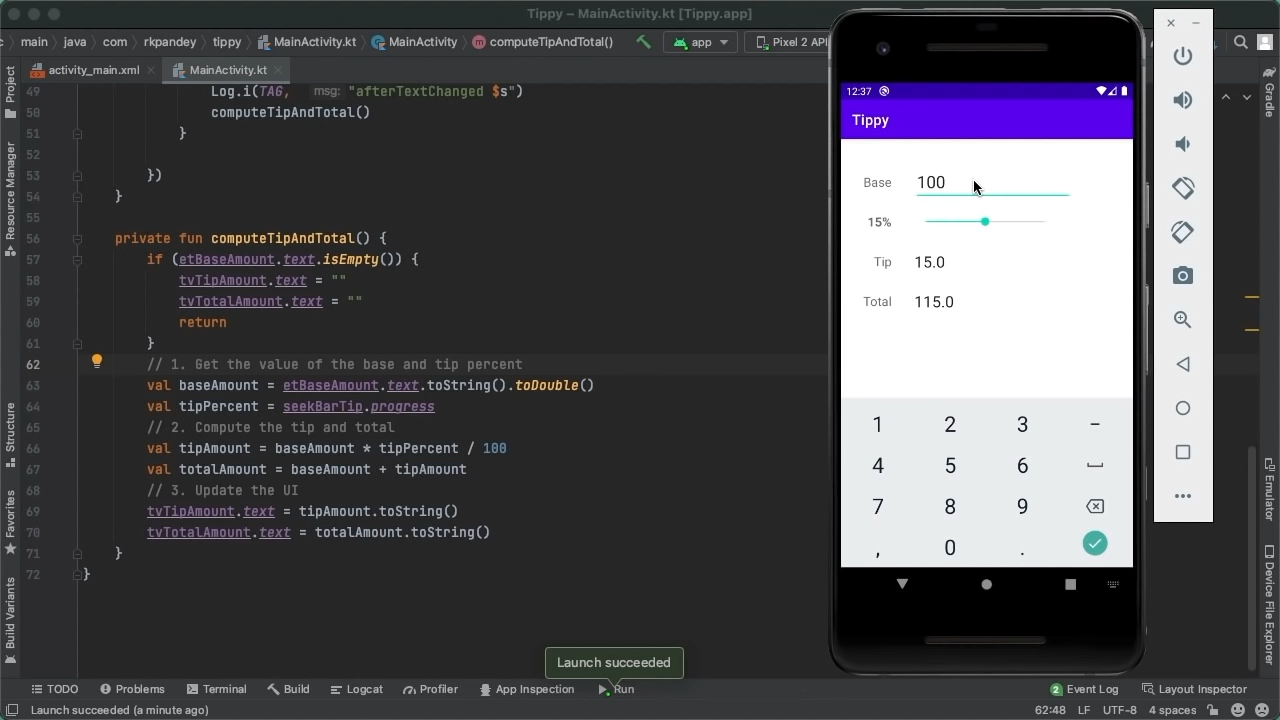 Tippy – MainActivity.kt [Tippy.app]
main java com rkpandey tippy MainActivity.kt MainActivity computeTipAndTotal() app Pixel 2 API
activity_main.xml MainActivity.kt
49 Log.i(TAG, msg: "afterTextChanged $s")
50 computeTipAndTotal()
51 }
52
53 })
54 }
55
56 private fun computeTipAndTotal() {
57 if (etBaseAmount.text.isEmpty()) {
58 tvTipAmount.text = ""
59 tvTotalAmount.text = ""
60 return
61 }
62 // 1. Get the value of the base and tip percent
63 val baseAmount = etBaseAmount.text.toString().toDouble()
64 val tipPercent = seekBarTip.progress
65 // 2. Compute the tip and total
66 val tipAmount = baseAmount * tipPercent / 100
67 val totalAmount = baseAmount + tipAmount
68 // 3. Update the UI
69 tvTipAmount.text = tipAmount.toString()
70 tvTotalAmount.text = totalAmount.toString()
71 }
72 }
Project
Resource Manager
Structure
Favorites
Build Variants
12:37
Tippy
Base 100
15%
Tip 15.0
Total 115.0
1 2 3 –
4 5 6
7 8 9
, 0 .
Gradle
Emulator
Device File Explorer
Launch succeeded
TODO Problems Terminal Build Logcat Profiler App Inspection Run 2 Event Log Layout Inspector
Launch succeeded (a minute ago) 62:48 LF UTF-8 4 spaces